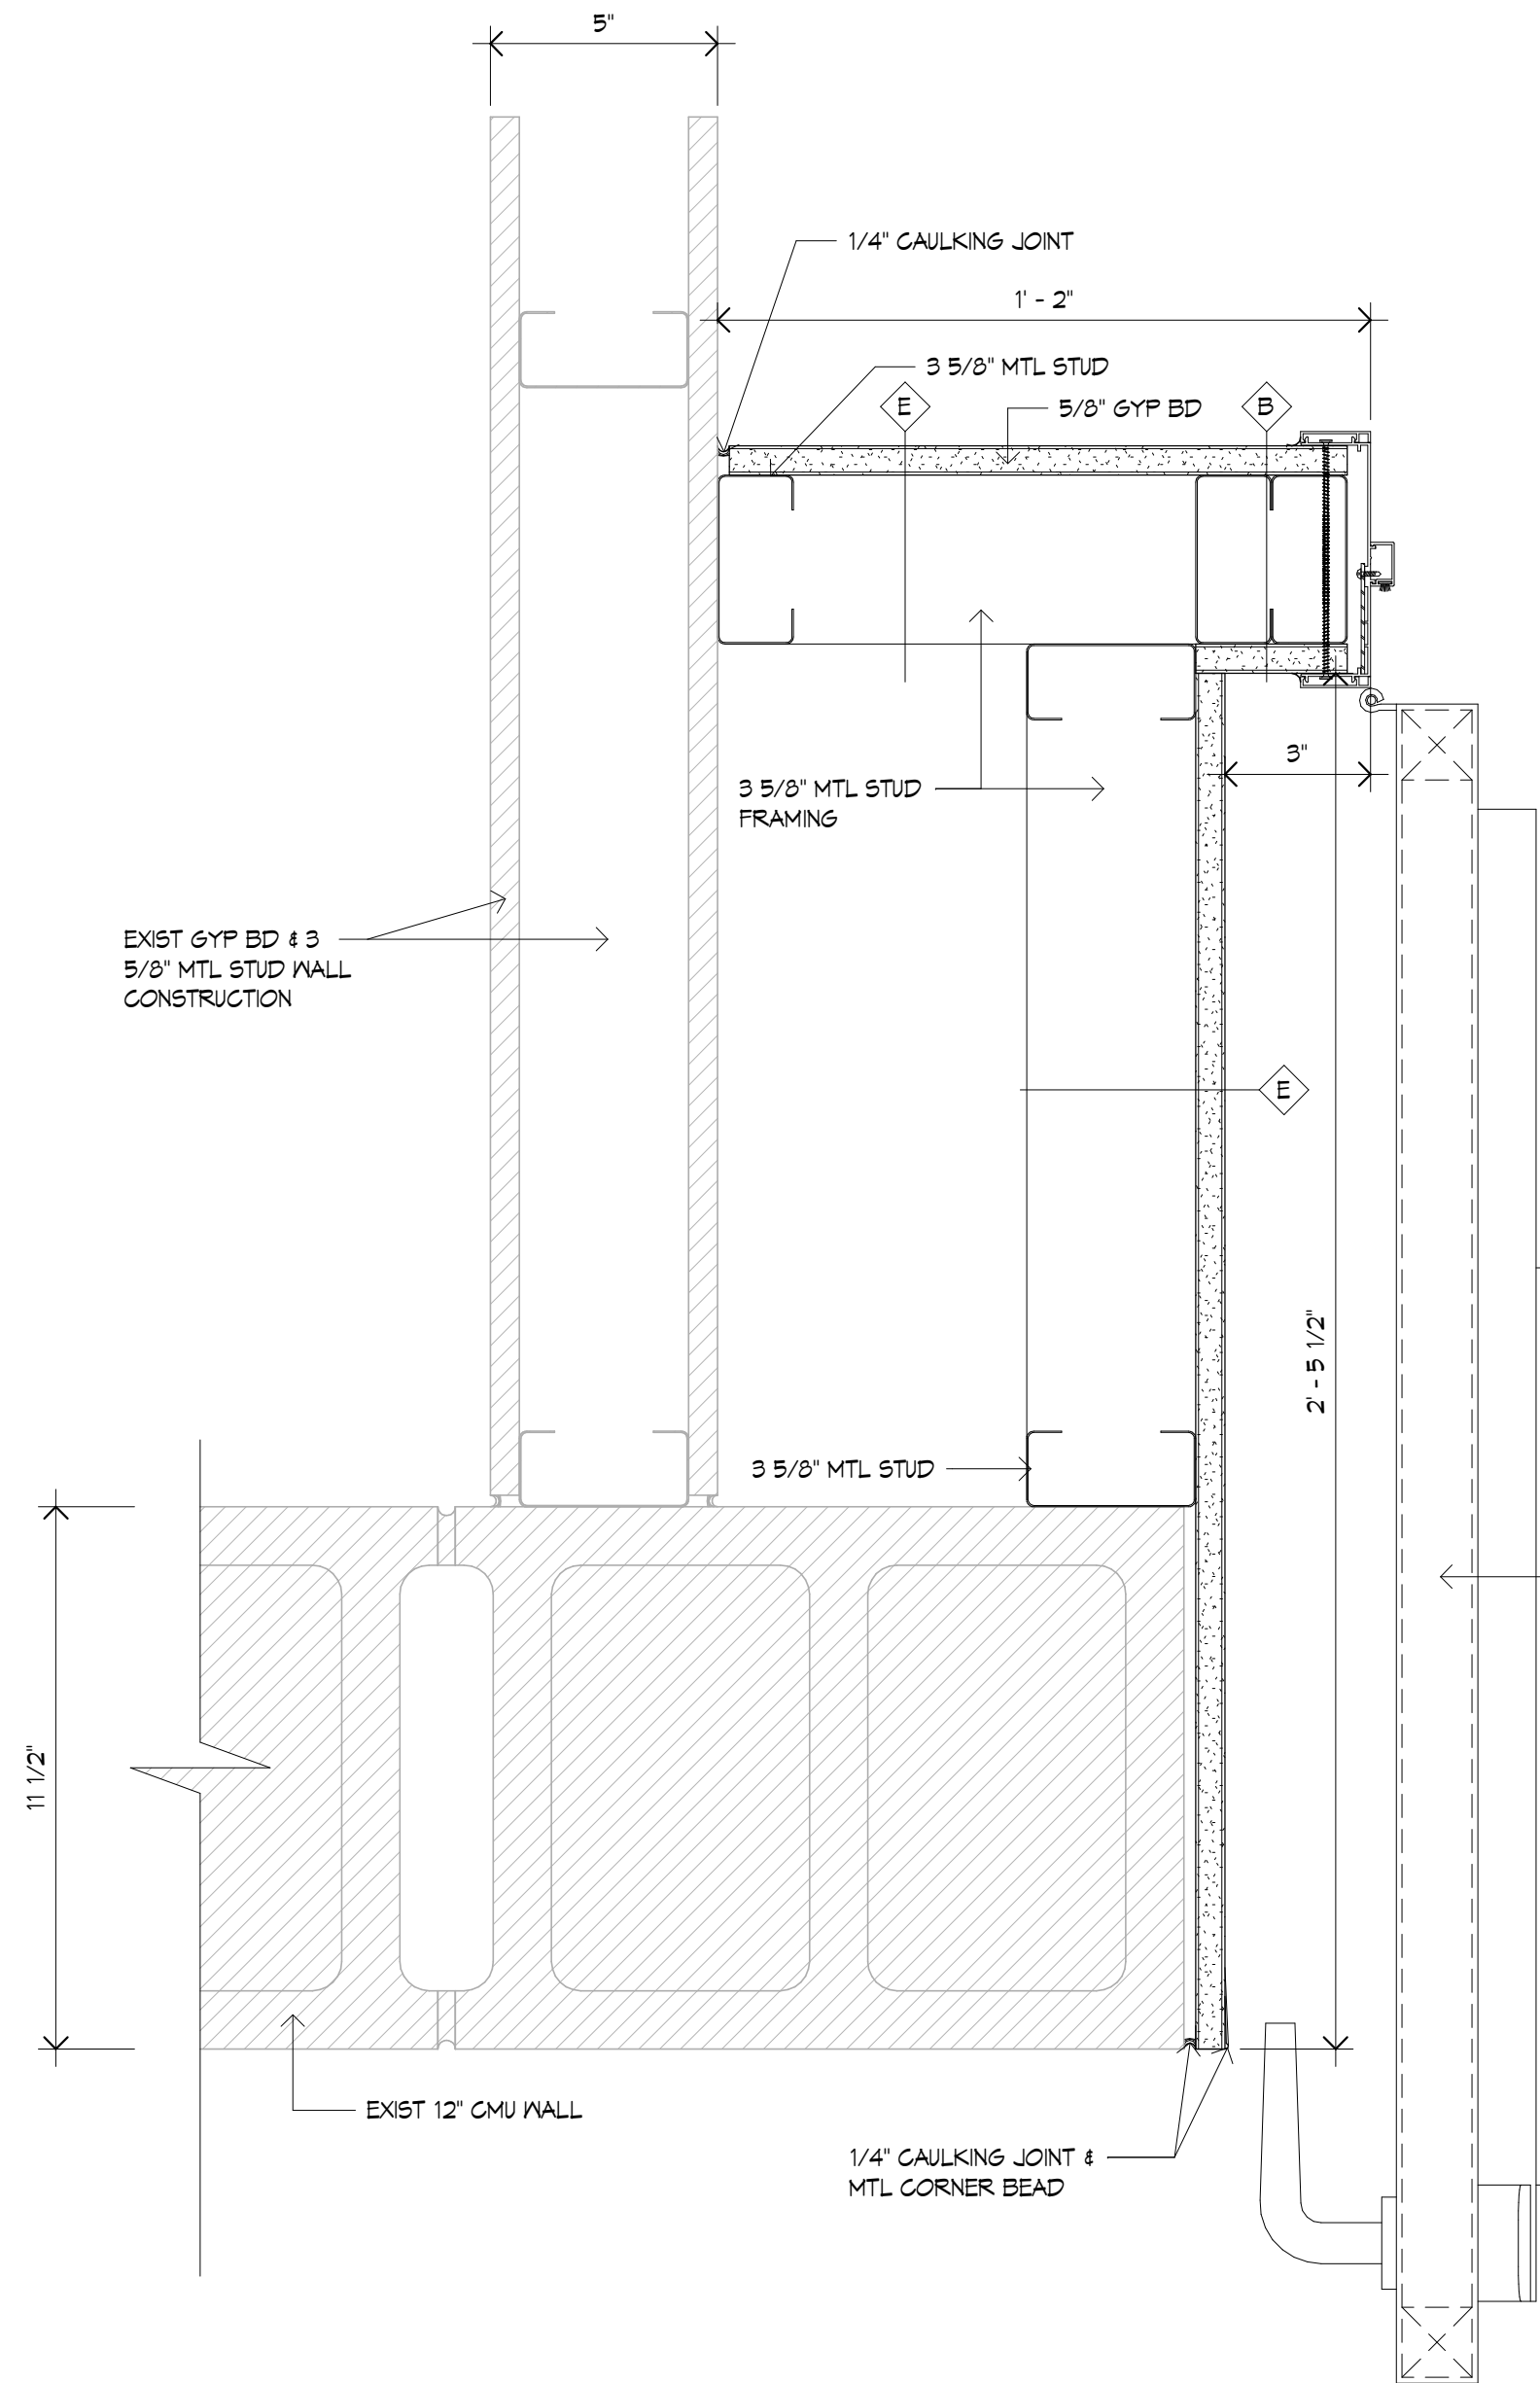 5"
1/4" CAULKING JOINT
1' - 2"
3 5/8" MTL STUD
E
5/8" GYP BD
B
3"
3 5/8" MTL STUD
FRAMING
EXIST GYP BD & 3
5/8" MTL STUD WALL
CONSTRUCTION
E
2' - 5 1/2"
3 5/8" MTL STUD
11 1/2"
EXIST 12" CMU WALL
1/4" CAULKING JOINT &
MTL CORNER BEAD